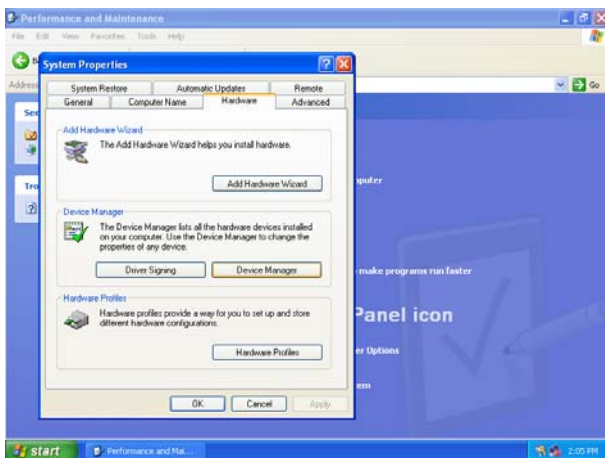 Performance and Maintenance
File Edit View Favorites Tools Help
Address
Go
System Properties
System Restore Automatic Updates Remote
General Computer Name Hardware Advanced
Add Hardware Wizard
The Add Hardware Wizard helps you install hardware.
Add Hardware Wizard
Device Manager
The Device Manager lists all the hardware devices installed
on your computer. Use the Device Manager to change the
properties of any device.
Driver Signing Device Manager
Hardware Profiles
Hardware profiles provide a way for you to set up and store
different hardware configurations.
Hardware Profiles
OK Cancel Apply
See
Tro
mputer
make programs run faster
Panel icon
er Options
em
start Performance and Mai... 2:05 PM